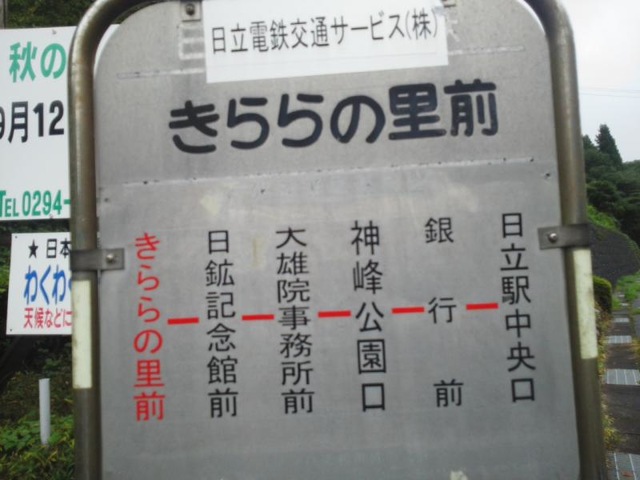 日立電鉄交通サービス(株)
きららの里前
きららの里前
日鉱記念館前
大雄院事務所前
神峰公園口
銀行前
日立駅中央口
秋の
9月12
TEL 0294-
★日本
わくわ
天候などに